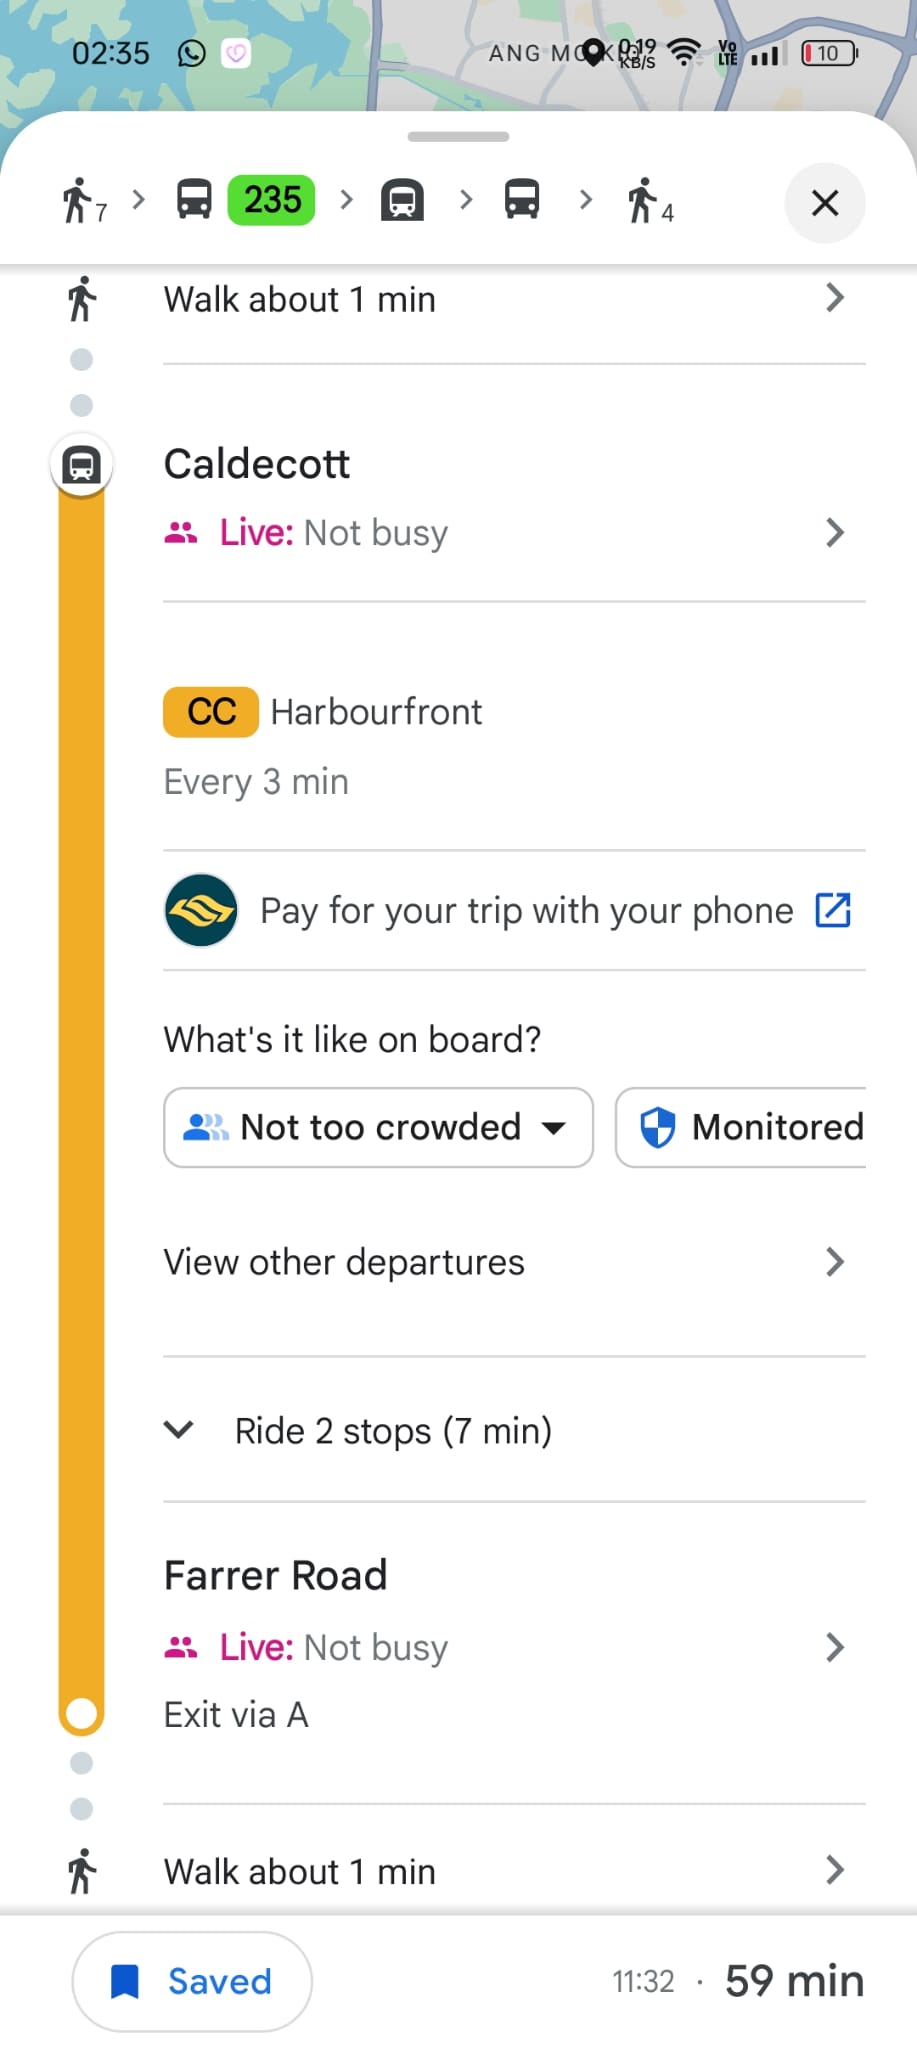 02:35
0.19
KB/S
Vo
LTE
10
7
235
4
Walk about 1 min
Caldecott
Live: Not busy
CC Harbourfront
Every 3 min
Pay for your trip with your phone
What's it like on board?
Not too crowded
Monitored
View other departures
Ride 2 stops (7 min)
Farrer Road
Live: Not busy
Exit via A
Walk about 1 min
Saved
11:32 · 59 min